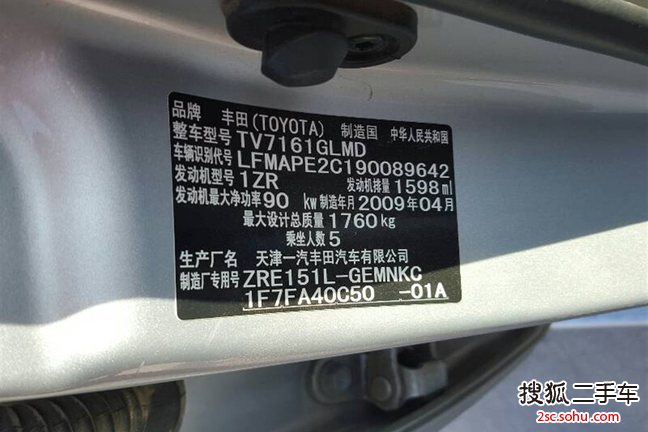 品牌 丰田(TOYOTA) 制造国 中华人民共和国
整车型号 TV7161GLMD
车辆识别代号 LFMAPE2C190089642
发动机型号 1ZR 发动机排量 1598ml
发动机最大净功率 90 kw 制造年月 2009年04月
最大设计总质量 1760kg
乘坐人数 5
生产厂名 天津一汽丰田汽车有限公司
制造厂专用号 ZRE151L-GEMNKC
1F7FA40C50 -01A
搜狐二手车
2sc.sohu.com